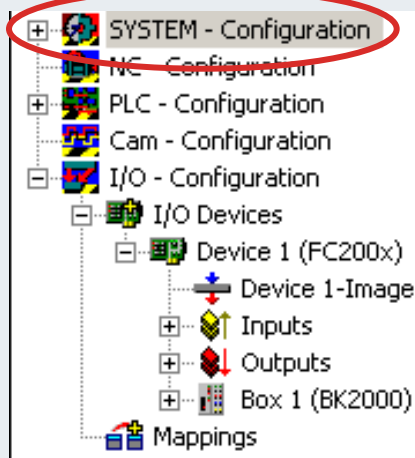 SYSTEM - Configuration
NC - Configuration
PLC - Configuration
Cam - Configuration
I/O - Configuration
I/O Devices
Device 1 (FC200x)
Device 1-Image
Inputs
Outputs
Box 1 (BK2000)
Mappings